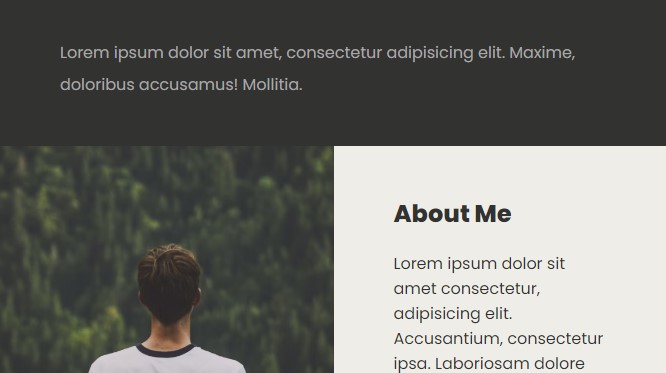 Lorem ipsum dolor sit amet, consectetur adipisicing elit. Maxime,
doloribus accusamus! Mollitia.
About Me
Lorem ipsum dolor sit
amet consectetur,
adipisicing elit.
Accusantium, consectetur
ipsa. Laboriosam dolore